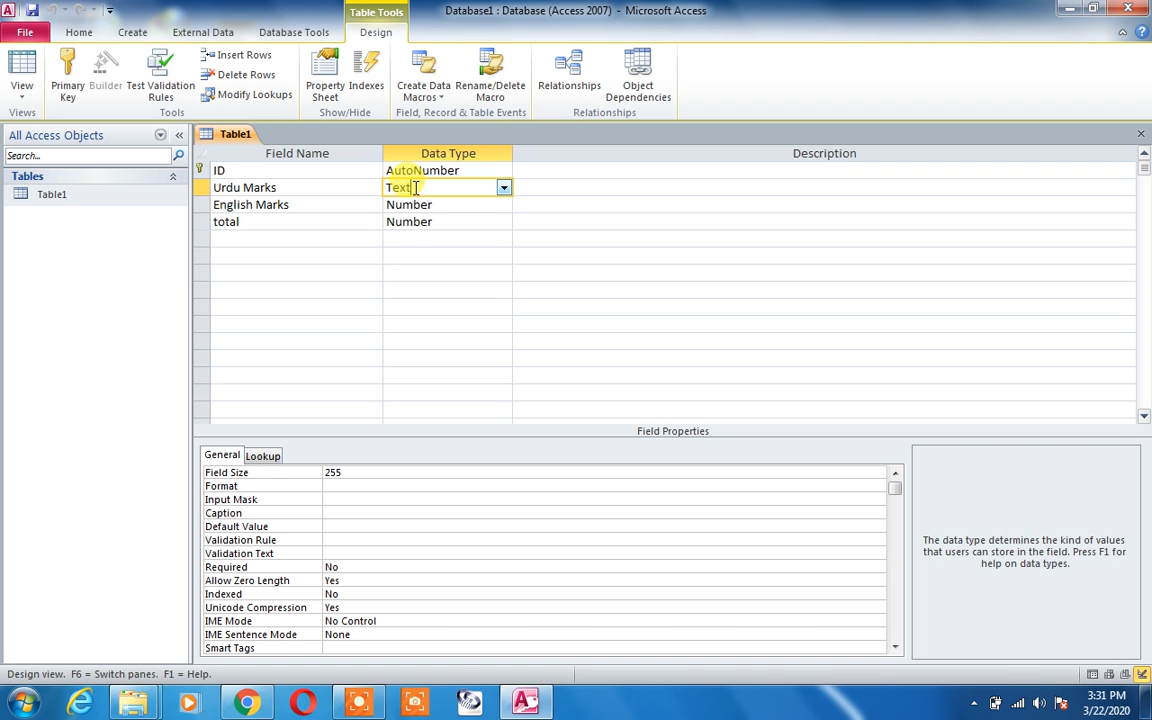 Table Tools
Database1 : Database (Access 2007) - Microsoft Access
File Home Create External Data Database Tools Design
View
Primary Key
Builder
Test Validation Rules
Insert Rows
Delete Rows
Modify Lookups
Property Sheet
Indexes
Create Data Macros
Rename/Delete Macro
Relationships
Object Dependencies
Views Tools Show/Hide Field, Record & Table Events Relationships
All Access Objects
Search...
Tables
Table1
Table1
Field Name Data Type Description
ID AutoNumber
Urdu Marks Text
English Marks Number
total Number
Field Properties
General Lookup
Field Size 255
Format
Input Mask
Caption
Default Value
Validation Rule
Validation Text
Required No
Allow Zero Length Yes
Indexed No
Unicode Compression Yes
IME Mode No Control
IME Sentence Mode None
Smart Tags
The data type determines the kind of values
that users can store in the field. Press F1 for
help on data types.
Design view. F6 = Switch panes. F1 = Help.
3:31 PM
3/22/2020